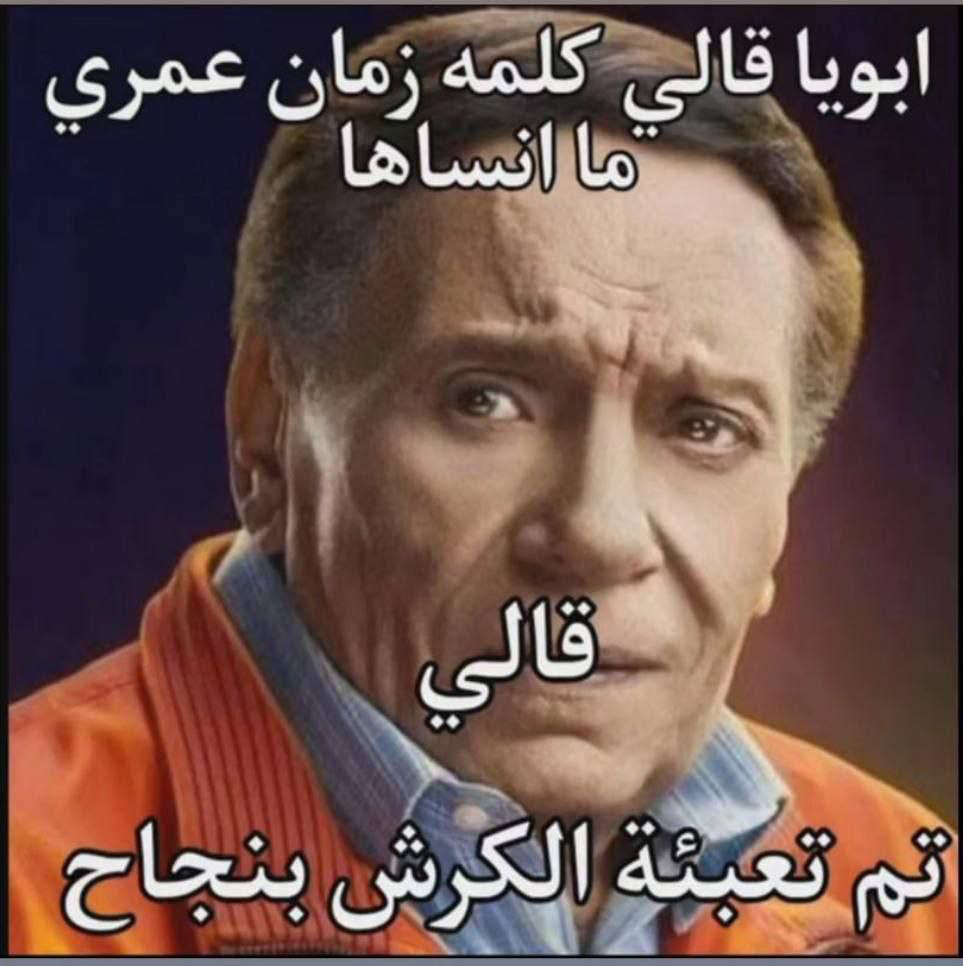 ابويا قالي كلمه زمان عمري
ما انساها
قالي
تم تعبئة الكرش بنجاح